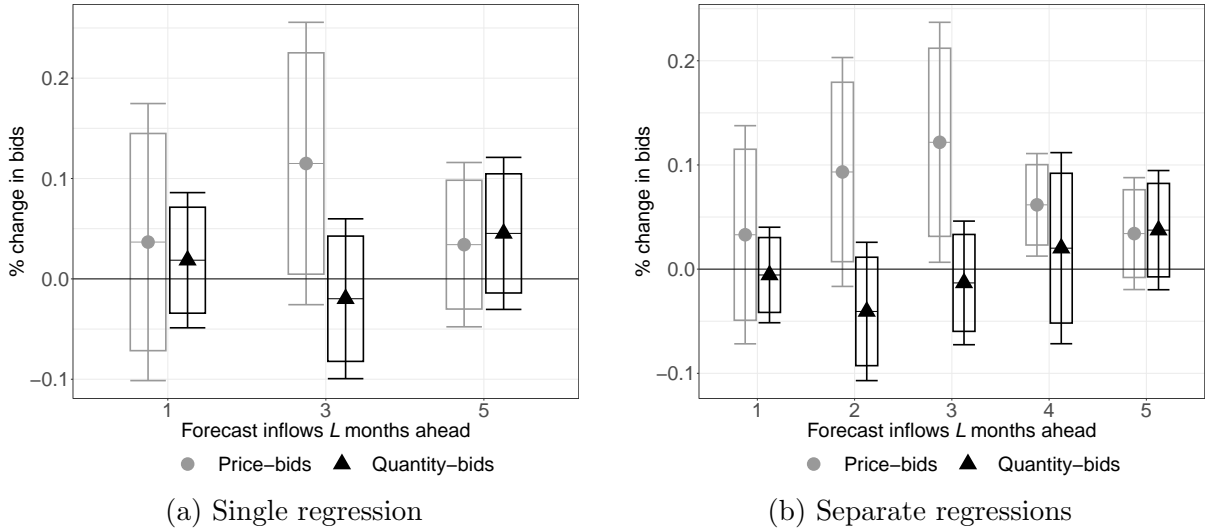 % change in bids
0.2
0.1
0.0
−0.1
1 3 5
Forecast inflows L months ahead
Price−bids Quantity−bids
(a) Single regression
% change in bids
0.2
0.1
0.0
−0.1
1 2 3 4 5
Forecast inflows L months ahead
Price−bids Quantity−bids
(b) Separate regressions